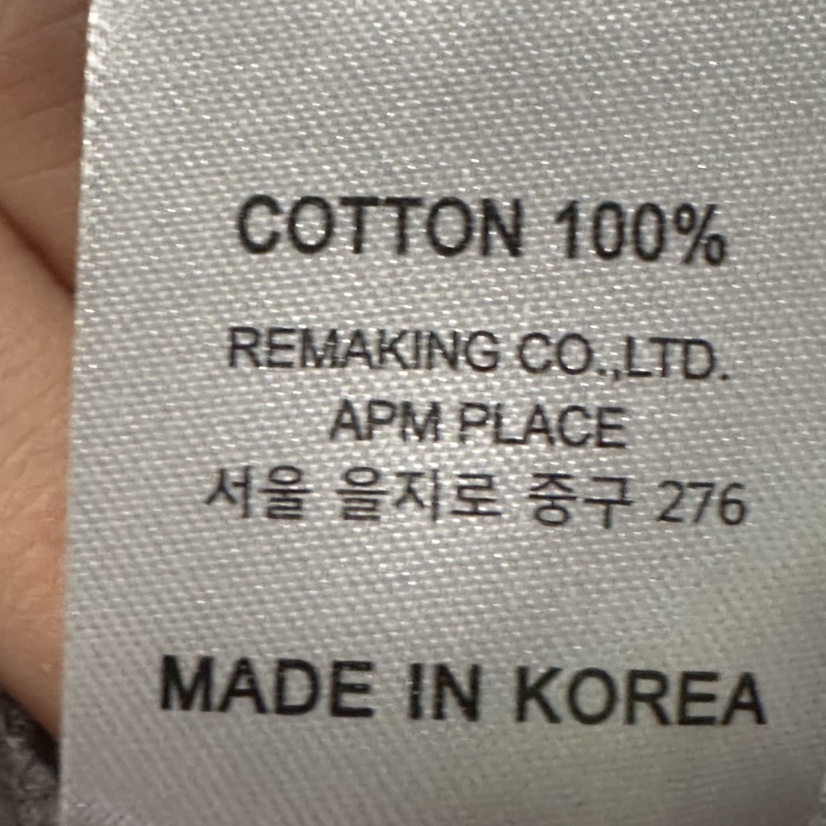 COTTON 100%
REMAKING CO.,LTD.
APM PLACE
서울 을지로 중구 276
MADE IN KOREA